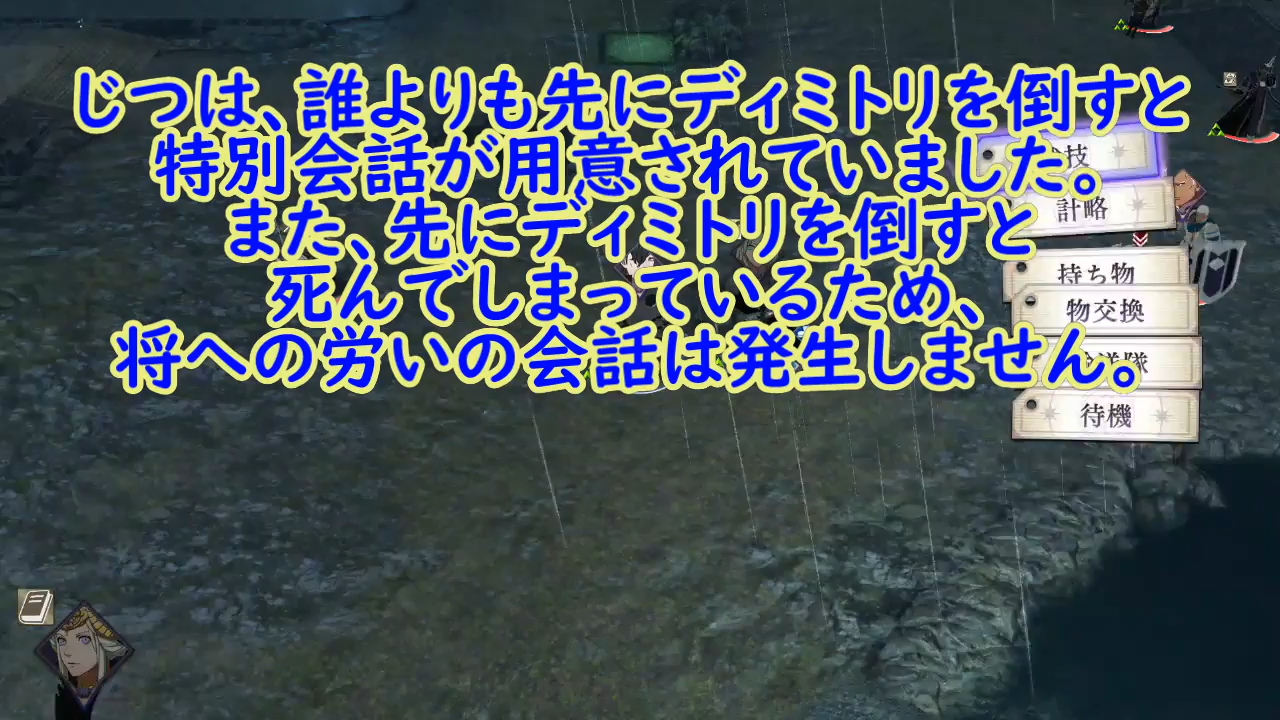 じつは、誰よりも先にディミトリを倒すと
特別会話が用意されていました。
また、先にディミトリを倒すと
死んでしまっているため、
将への労いの会話は発生しません。
技
計略
持ち物
物交換
隊
待機